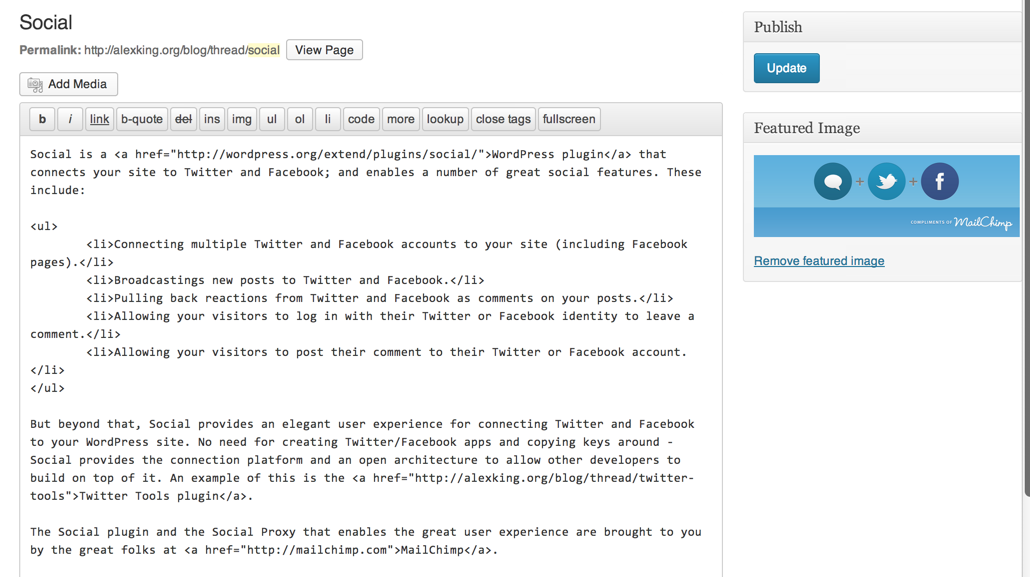 Social
Permalink: http://alexking.org/blog/thread/social View Page
Add Media
b i link b-quote del ins img ul ol li code more lookup close tags fullscreen
Social is a <a href="http://wordpress.org/extend/plugins/social/">WordPress plugin</a> that
connects your site to Twitter and Facebook; and enables a number of great social features. These
include:
<ul>
<li>Connecting multiple Twitter and Facebook accounts to your site (including Facebook
pages).</li>
<li>Broadcastings new posts to Twitter and Facebook.</li>
<li>Pulling back reactions from Twitter and Facebook as comments on your posts.</li>
<li>Allowing your visitors to log in with their Twitter or Facebook identity to leave a
comment.</li>
<li>Allowing your visitors to post their comment to their Twitter or Facebook account.
</li>
</ul>
But beyond that, Social provides an elegant user experience for connecting Twitter and Facebook
to your WordPress site. No need for creating Twitter/Facebook apps and copying keys around -
Social provides the connection platform and an open architecture to allow other developers to
build on top of it. An example of this is the <a href="http://alexking.org/blog/thread/twitter-
tools">Twitter Tools plugin</a>.
The Social plugin and the Social Proxy that enables the great user experience are brought to you
by the great folks at <a href="http://mailchimp.com">MailChimp</a>.
Publish
Update
Featured Image
+ + f
COMPLIMENTS OF MailChimp
Remove featured image